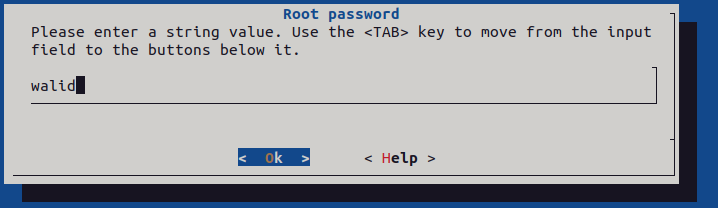 Root password
Please enter a string value. Use the <TAB> key to move from the input
field to the buttons below it.
walid
< Ok > < Help >